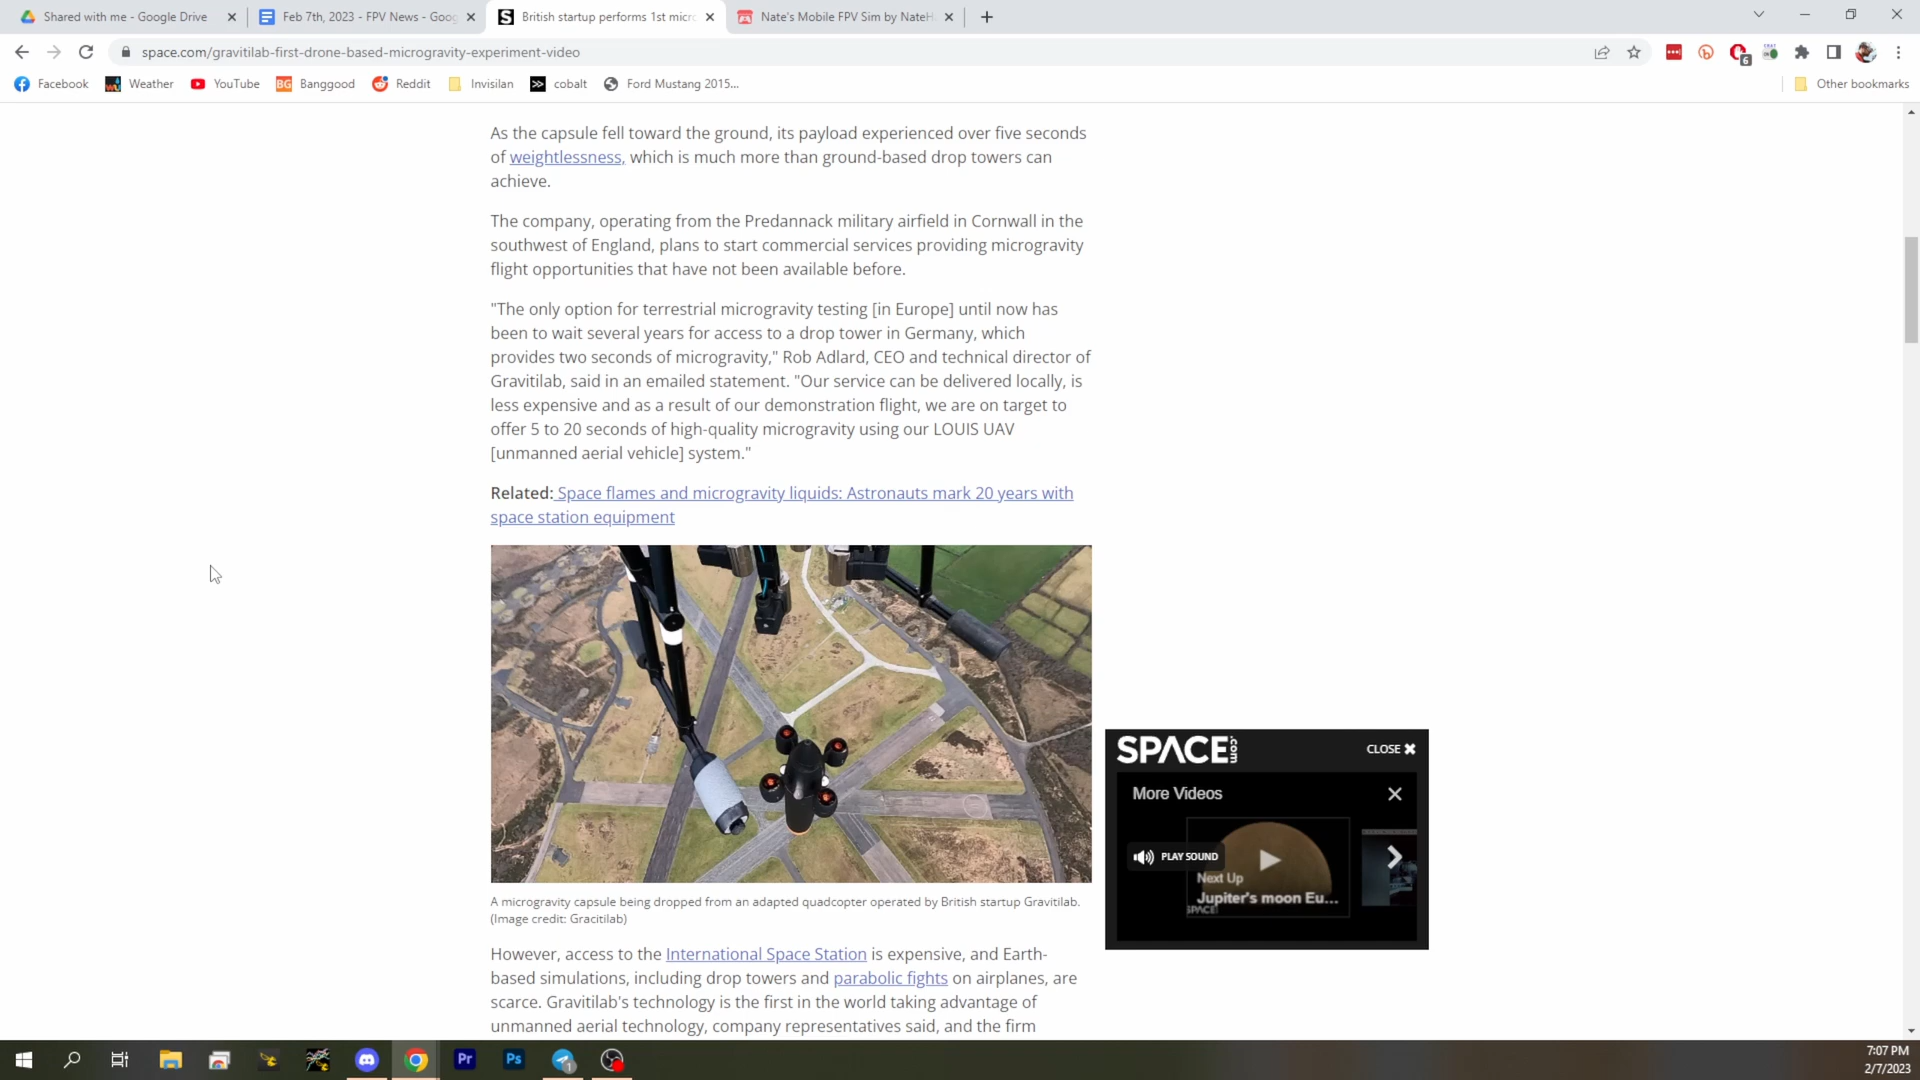 Shared with me - Google Drive
Feb 7th, 2023 - FPV News - Goog
British startup performs 1st micr
Nate's Mobile FPV Sim by NateH
space.com/gravitilab-first-drone-based-microgravity-experiment-video
6
Facebook
Weather
YouTube
BG Banggood
Reddit
Invisilan
cobalt
Ford Mustang 2015...
Other bookmarks
As the capsule fell toward the ground, its payload experienced over five seconds
of weightlessness, which is much more than ground-based drop towers can
achieve.
The company, operating from the Predannack military airfield in Cornwall in the
southwest of England, plans to start commercial services providing microgravity
flight opportunities that have not been available before.
"The only option for terrestrial microgravity testing [in Europe] until now has
been to wait several years for access to a drop tower in Germany, which
provides two seconds of microgravity," Rob Adlard, CEO and technical director of
Gravitilab, said in an emailed statement. "Our service can be delivered locally, is
less expensive and as a result of our demonstration flight, we are on target to
offer 5 to 20 seconds of high-quality microgravity using our LOUIS UAV
[unmanned aerial vehicle] system."
Related: Space flames and microgravity liquids: Astronauts mark 20 years with
space station equipment
SPACE.com
CLOSE ✖
More Videos
PLAY SOUND
Next Up
Jupiter's moon Eu...
SPACE
A microgravity capsule being dropped from an adapted quadcopter operated by British startup Gravitilab.
(Image credit: Gracitilab)
However, access to the International Space Station is expensive, and Earth-
based simulations, including drop towers and parabolic fights on airplanes, are
scarce. Gravitilab's technology is the first in the world taking advantage of
unmanned aerial technology, company representatives said, and the firm
Pr
Ps
1
7:07 PM
2/7/2023